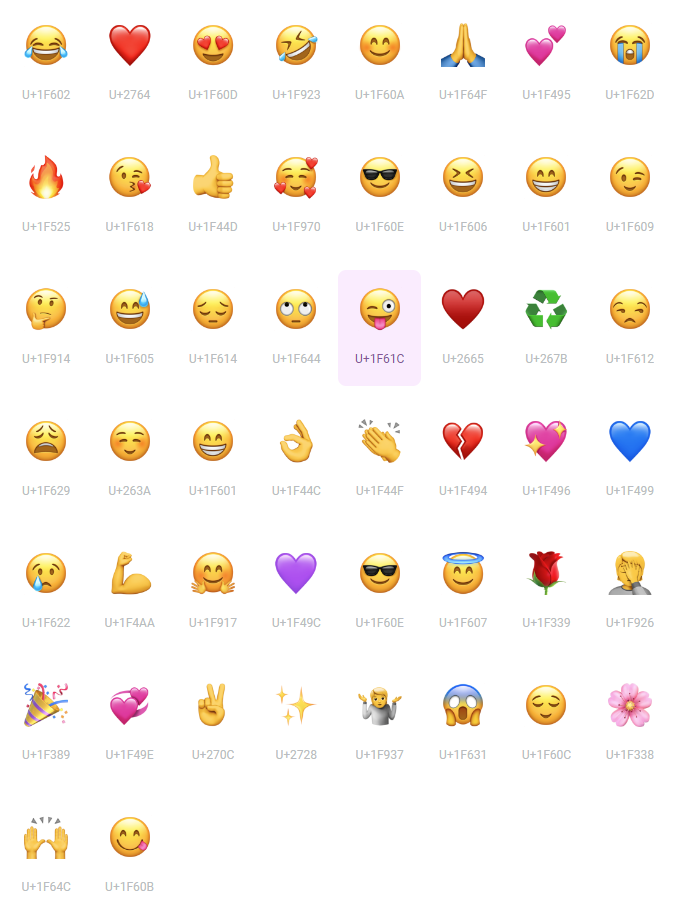 U+1F602 U+2764 U+1F60D U+1F923 U+1F60A U+1F64F U+1F495 U+1F62D
U+1F525 U+1F618 U+1F44D U+1F970 U+1F60E U+1F606 U+1F601 U+1F609
U+1F914 U+1F605 U+1F614 U+1F644 U+1F61C U+2665 U+267B U+1F612
U+1F629 U+263A U+1F601 U+1F44C U+1F44F U+1F494 U+1F496 U+1F499
U+1F622 U+1F4AA U+1F917 U+1F49C U+1F60E U+1F607 U+1F339 U+1F926
U+1F389 U+1F49E U+270C U+2728 U+1F937 U+1F631 U+1F60C U+1F338
U+1F64C U+1F60B